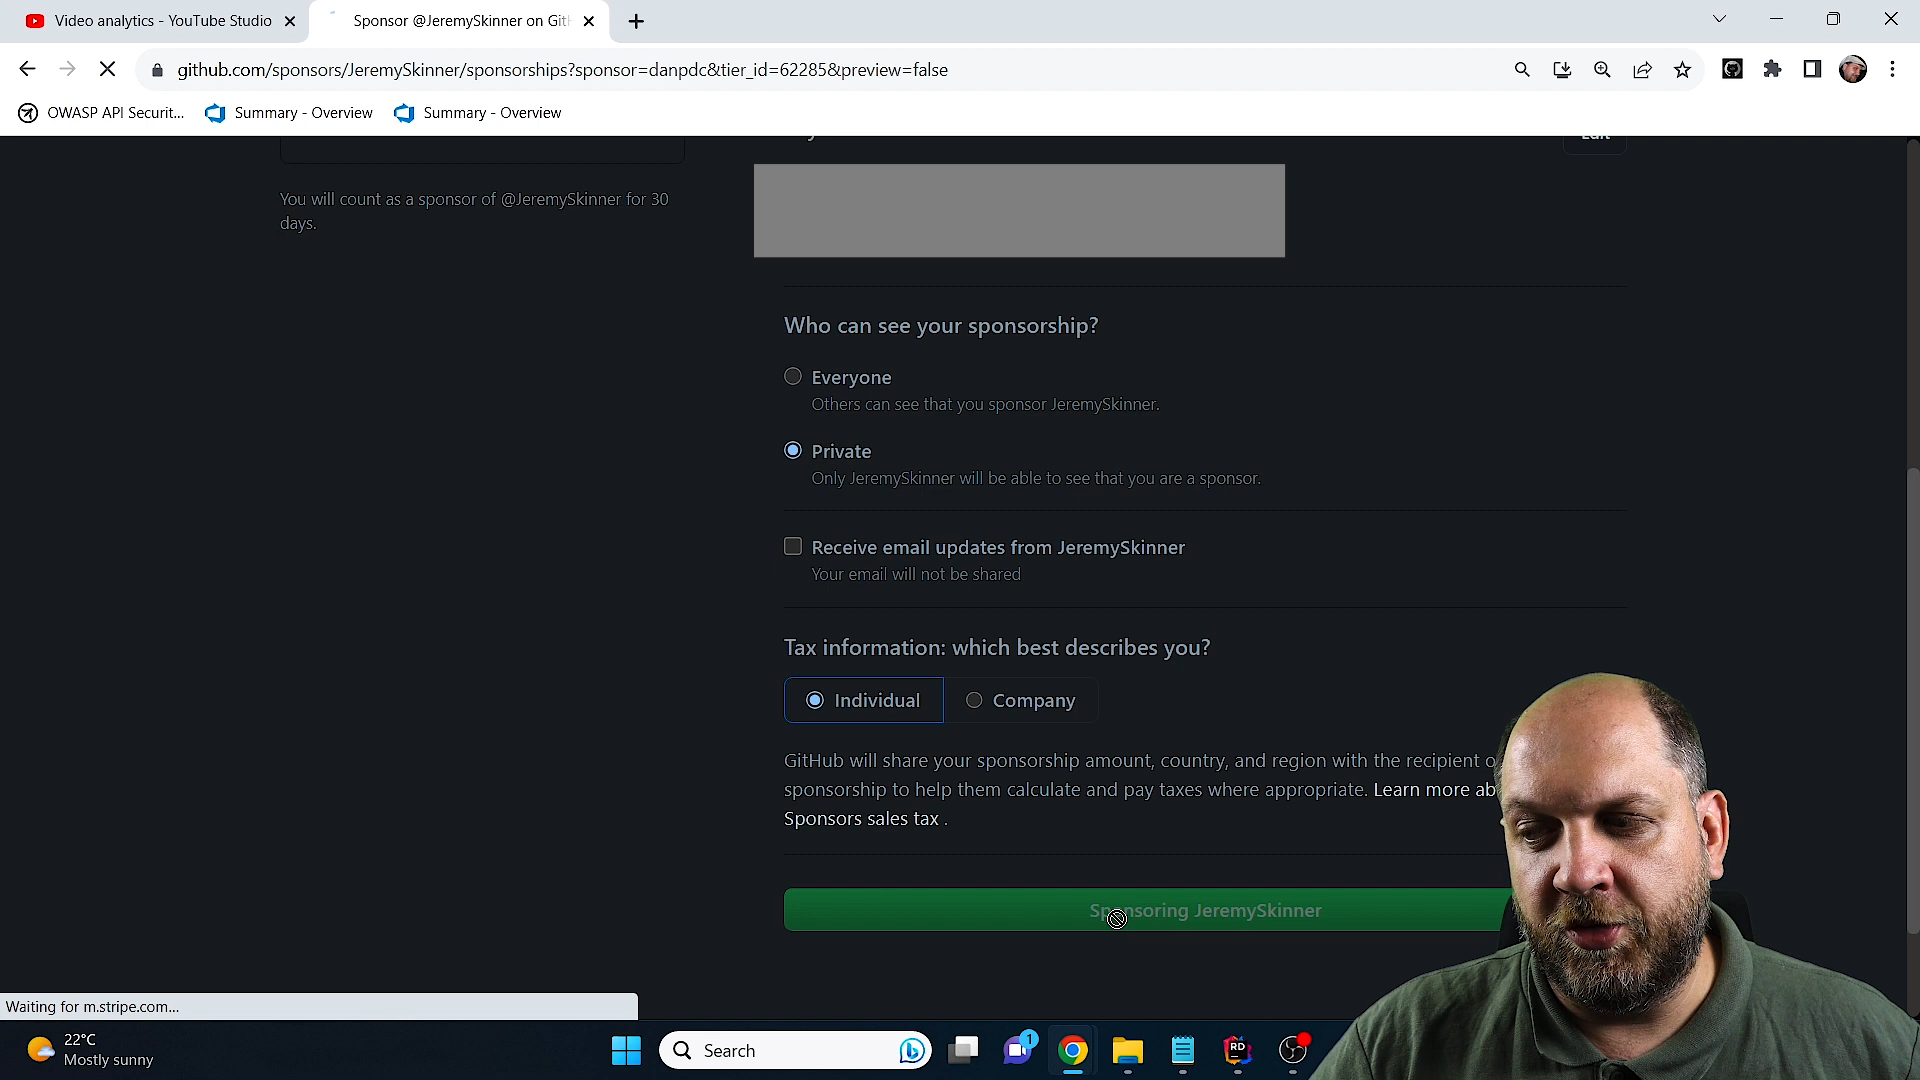 Video analytics - YouTube Studio
Sponsor @JeremySkinner on Git
github.com/sponsors/JeremySkinner/sponsorships?sponsor=danpdc&tier_id=62285&preview=false
OWASP API Securit...
Summary - Overview
Summary - Overview
Edit
You will count as a sponsor of @JeremySkinner for 30
days.
Who can see your sponsorship?
Everyone
Others can see that you sponsor JeremySkinner.
Private
Only JeremySkinner will be able to see that you are a sponsor.
Receive email updates from JeremySkinner
Your email will not be shared
Tax information: which best describes you?
Individual
Company
GitHub will share your sponsorship amount, country, and region with the recipient
sponsorship to help them calculate and pay taxes where appropriate. Learn more ab
Sponsors sales tax .
Sponsoring JeremySkinner
Waiting for m.stripe.com...
22°C
Mostly sunny
Search
1
RD